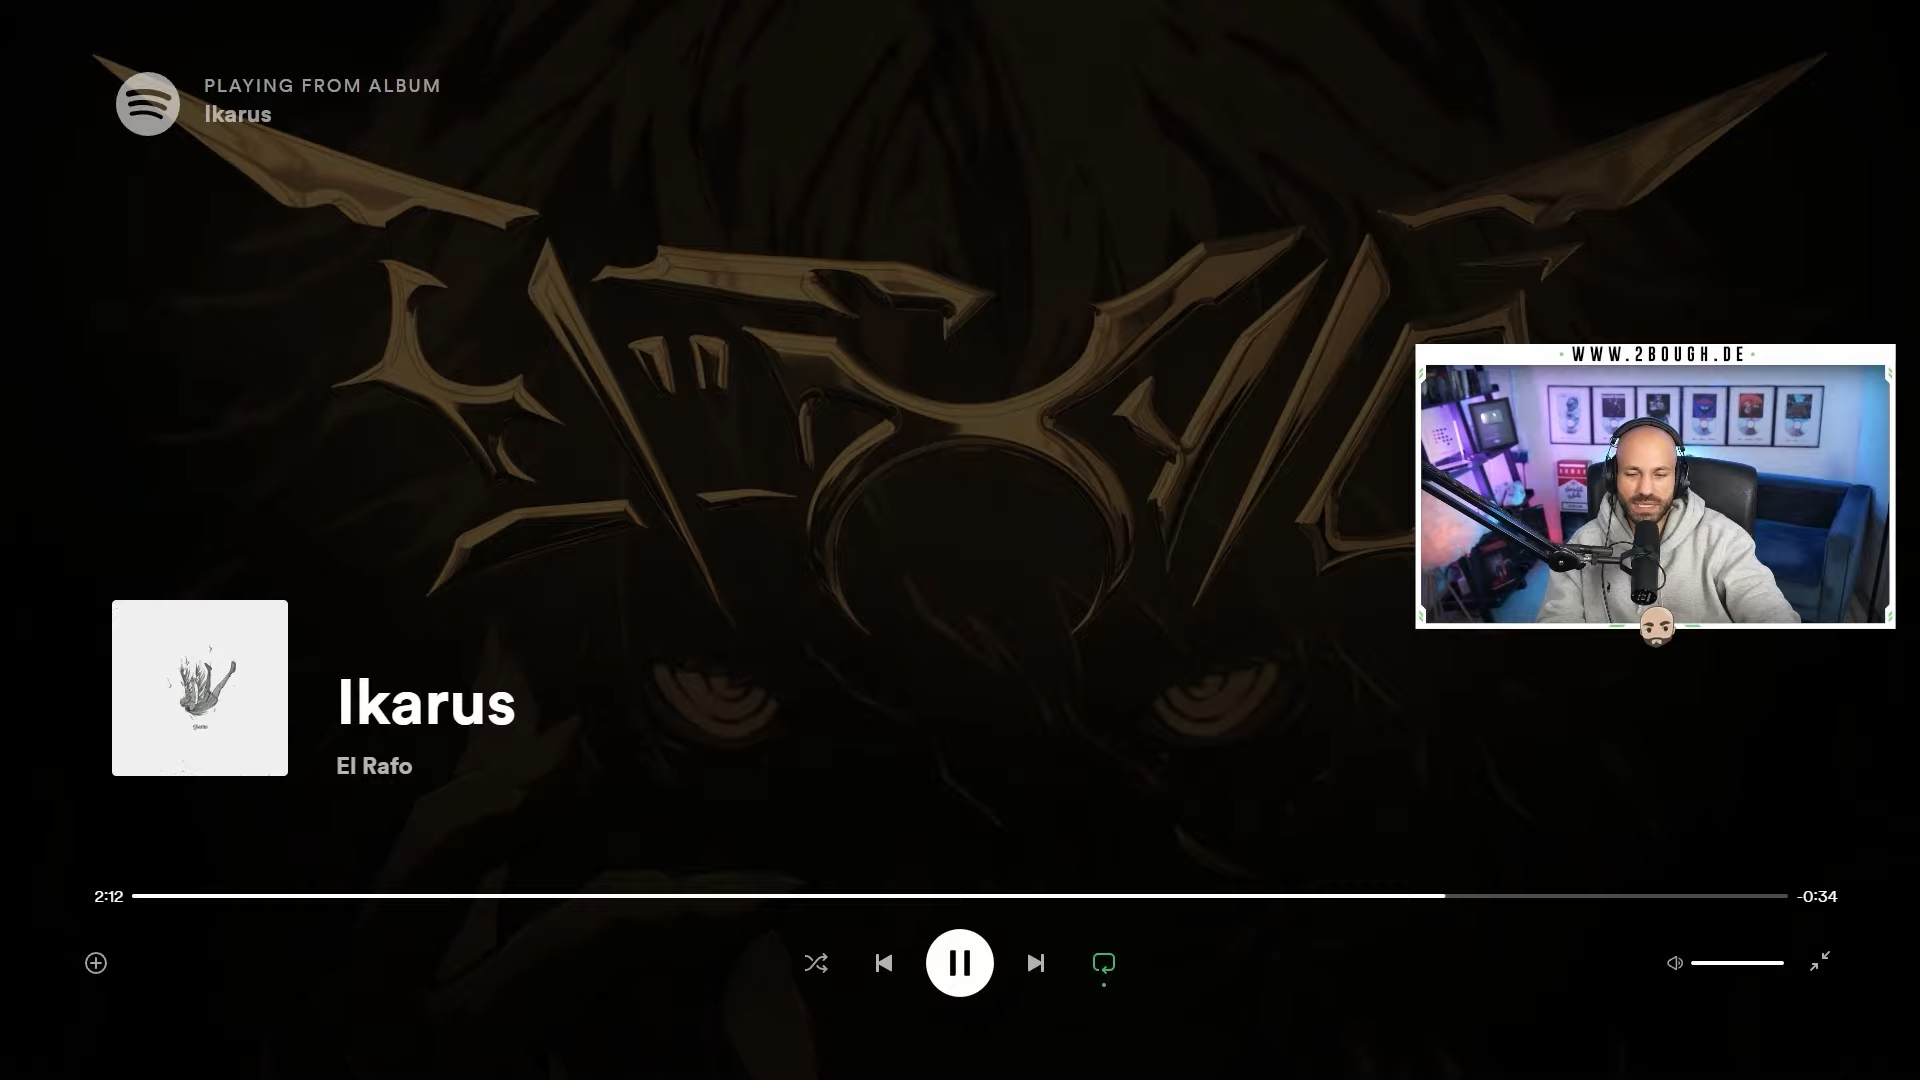 PLAYING FROM ALBUM
Ikarus
WWW.2BOUGH.DE
Ikarus
El Rafo
2:12
-0:34